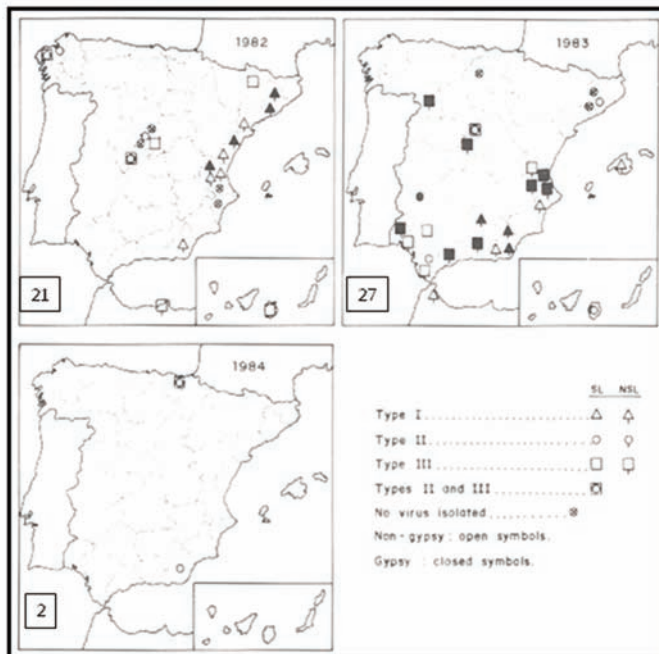 1982
21
1983
27
1984
2
SL NSL
Type I
Type II
Type III
Types II and III
No virus isolated
Non-gypsy : open symbols.
Gypsy : closed symbols.